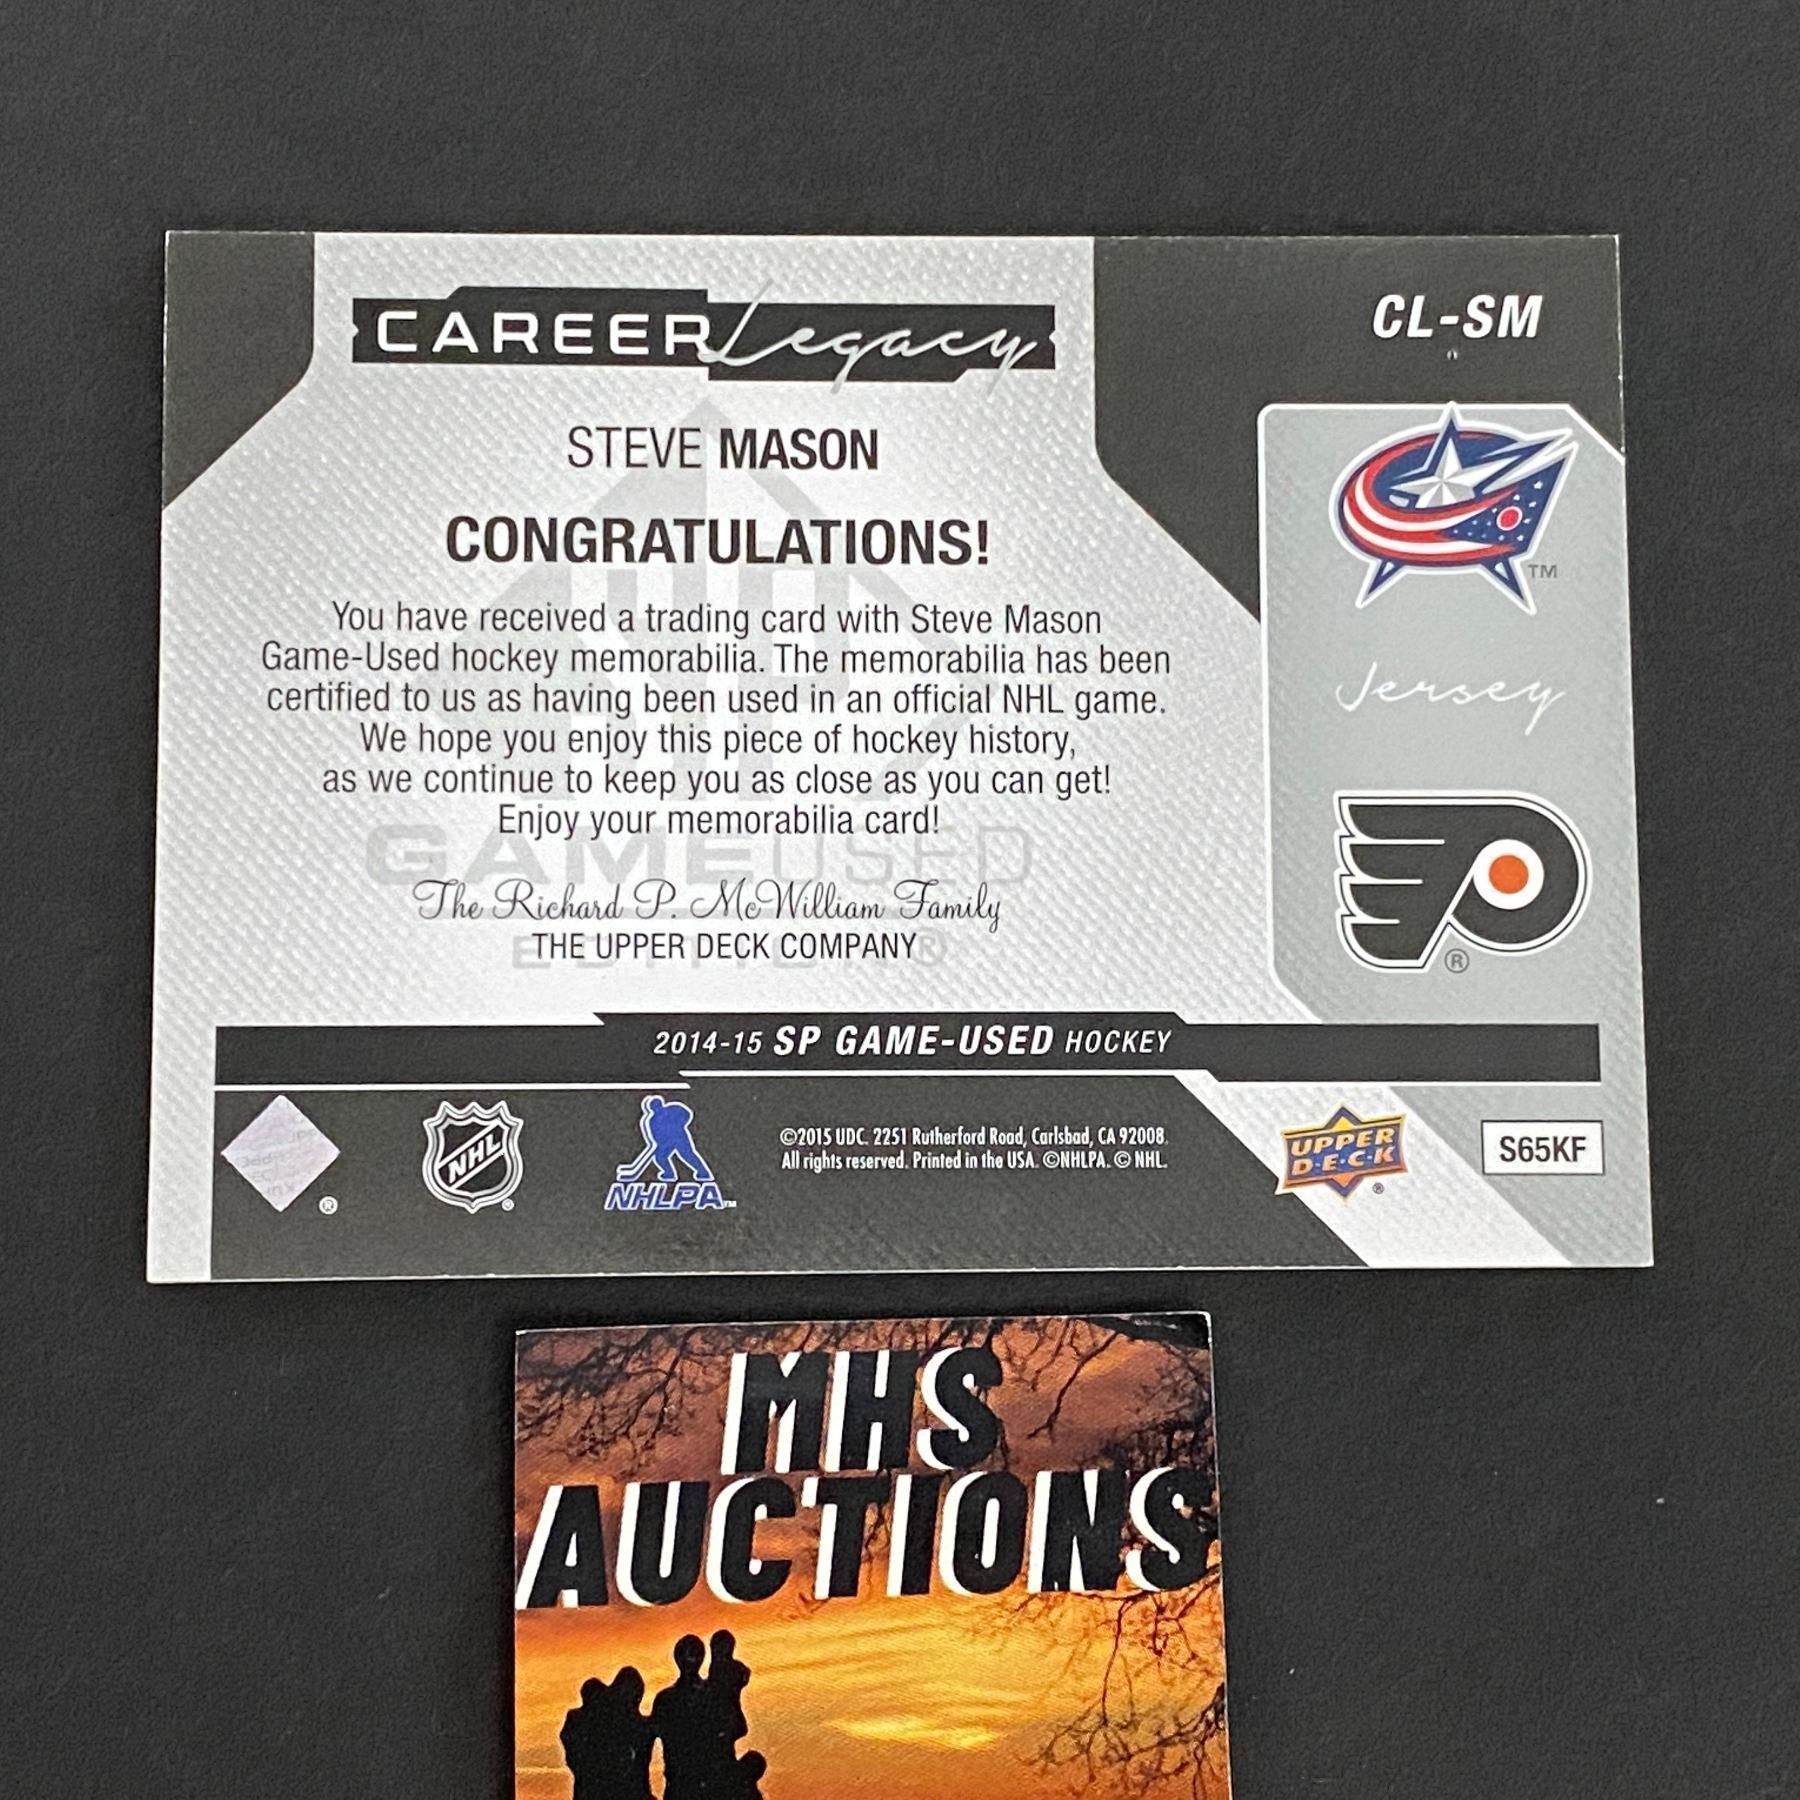 CAREER Legacy
CL-SM
STEVE MASON
CONGRATULATIONS!
You have received a trading card with Steve Mason
Game-Used hockey memorabilia. The memorabilia has been
certified to us as having been used in an official NHL game.
We hope you enjoy this piece of hockey history,
as we continue to keep you as close as you can get!
Enjoy your memorabilia card!
GAMEUSED
The Richard P. McWilliam Family
THE UPPER DECK COMPANY
EDITION®
TM
Jersey
®
2014-15 SP GAME-USED HOCKEY
®
NHL ®
NHLPA TM
©2015 UDC. 2251 Rutherford Road, Carlsbad, CA 92008.
All rights reserved. Printed in the USA. ©NHLPA. © NHL.
UPPER
D·E·C·K ®
S65KF
MHS
AUCTIONS